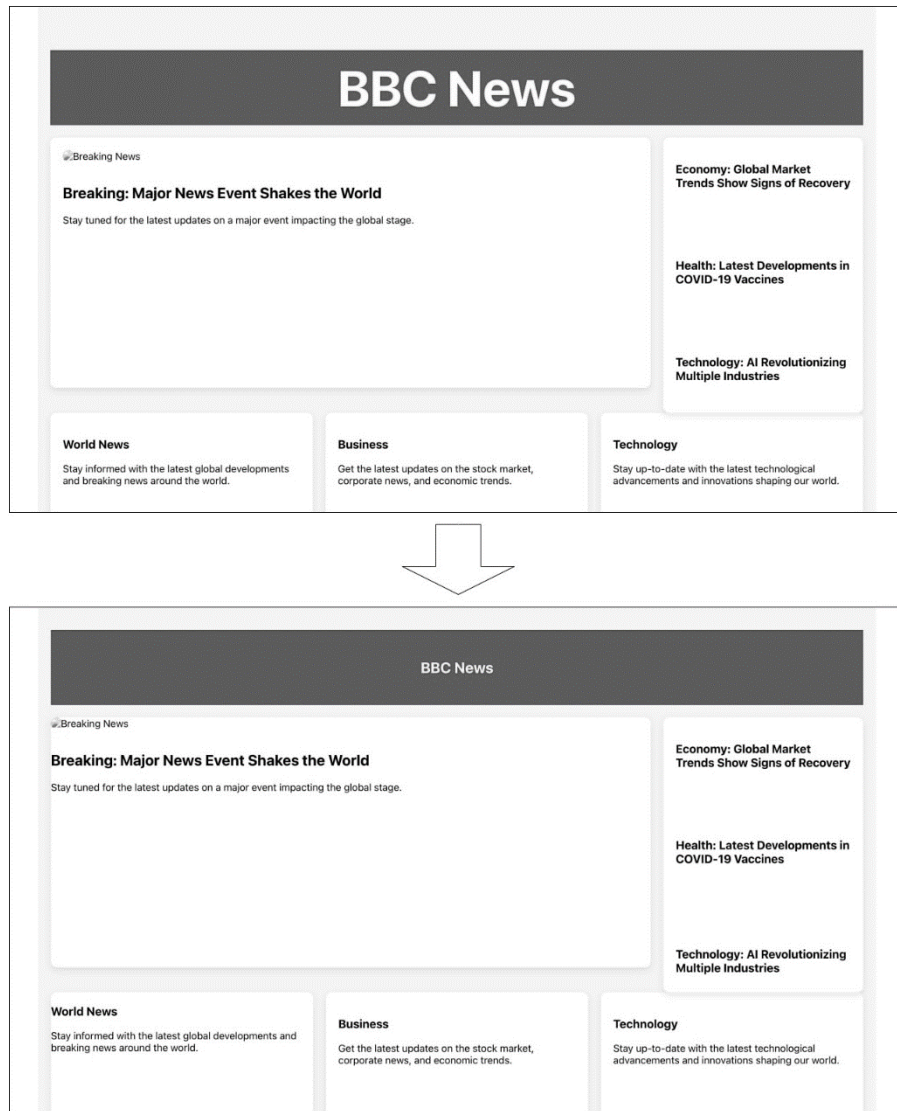 BBC News
Breaking News
Breaking: Major News Event Shakes the World
Stay tuned for the latest updates on a major event impacting the global stage.
Economy: Global Market
Trends Show Signs of Recovery
Health: Latest Developments in
COVID-19 Vaccines
Technology: AI Revolutionizing
Multiple Industries
World News
Stay informed with the latest global developments
and breaking news around the world.
Business
Get the latest updates on the stock market,
corporate news, and economic trends.
Technology
Stay up-to-date with the latest technological
advancements and innovations shaping our world.
BBC News
Breaking News
Breaking: Major News Event Shakes the World
Stay tuned for the latest updates on a major event impacting the global stage.
Economy: Global Market
Trends Show Signs of Recovery
Health: Latest Developments in
COVID-19 Vaccines
Technology: AI Revolutionizing
Multiple Industries
World News
Stay informed with the latest global developments and
breaking news around the world.
Business
Get the latest updates on the stock market,
corporate news, and economic trends.
Technology
Stay up-to-date with the latest technological
advancements and innovations shaping our world.